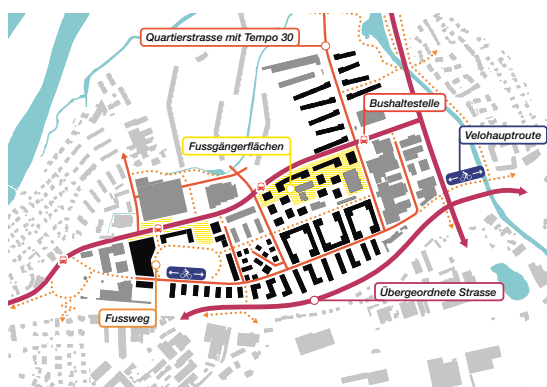 Quartierstrasse mit Tempo 30
Bushaltestelle
Velohauptroute
Fussgängerflächen
Übergeordnete Strasse
Fussweg